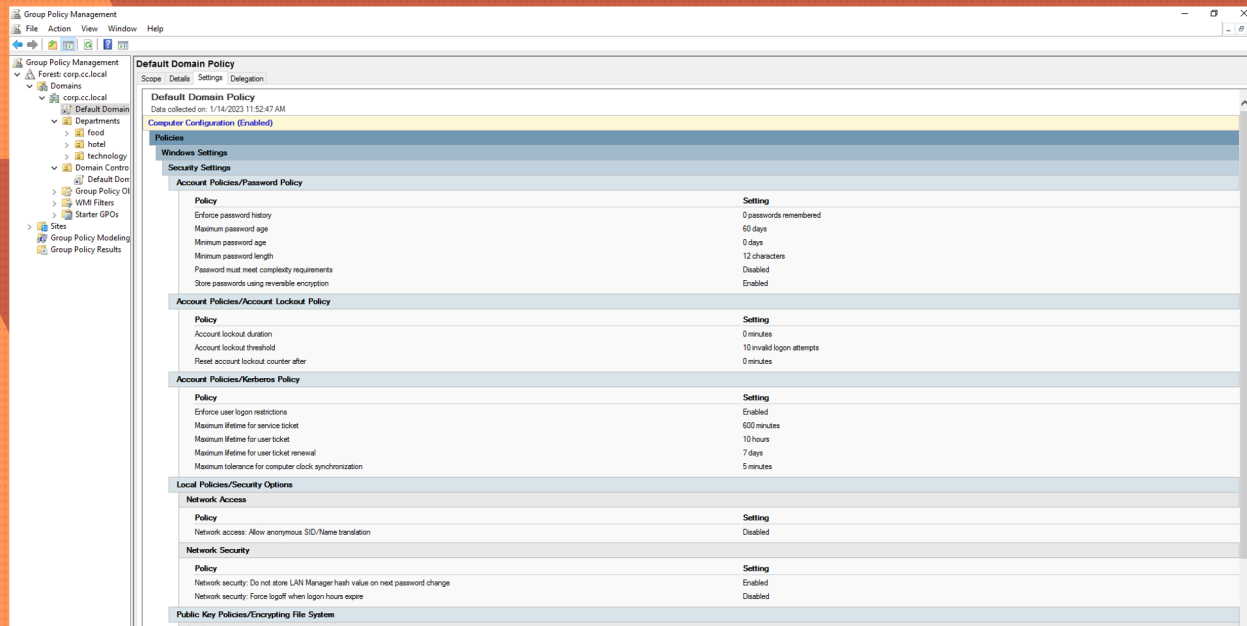 Group Policy Management
File Action View Window Help
Group Policy Management
Forest: corp.cc.local
Domains
corp.cc.local
Default Domain
Departments
food
hotel
technology
Domain Contro
Default Dom
Group Policy Ol
WMI Filters
Starter GPOs
Sites
Group Policy Modeling
Group Policy Results
Default Domain Policy
Scope Details Settings Delegation
Default Domain Policy
Data collected on: 1/14/2023 11:52:47 AM
Computer Configuration (Enabled)
Policies
Windows Settings
Security Settings
Account Policies/Password Policy
Policy Setting
Enforce password history 0 passwords remembered
Maximum password age 60 days
Minimum password age 0 days
Minimum password length 12 characters
Password must meet complexity requirements Disabled
Store passwords using reversible encryption Enabled
Account Policies/Account Lockout Policy
Policy Setting
Account lockout duration 0 minutes
Account lockout threshold 10 invalid logon attempts
Reset account lockout counter after 0 minutes
Account Policies/Kerberos Policy
Policy Setting
Enforce user logon restrictions Enabled
Maximum lifetime for service ticket 600 minutes
Maximum lifetime for user ticket 10 hours
Maximum lifetime for user ticket renewal 7 days
Maximum tolerance for computer clock synchronization 5 minutes
Local Policies/Security Options
Network Access
Policy Setting
Network access: Allow anonymous SID/Name translation Disabled
Network Security
Policy Setting
Network security: Do not store LAN Manager hash value on next password change Enabled
Network security: Force logoff when logon hours expire Disabled
Public Key Policies/Encrypting File System